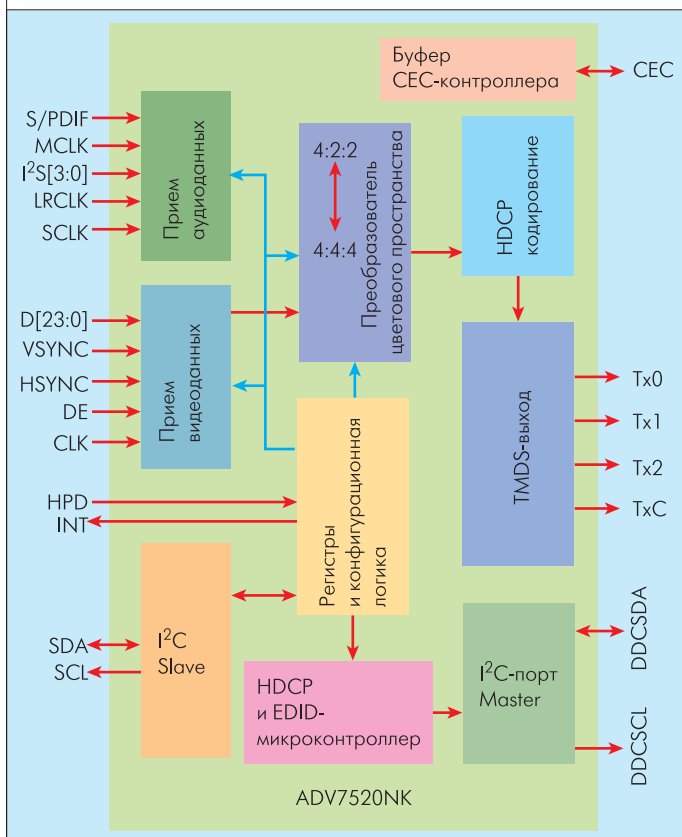 Буфер
CEC-контроллера
CEC
S/PDIF
MCLK
I²S[3:0]
LRCLK
SCLK
Прием
аудиоданных
4:2:2
4:4:4
Преобразователь
цветового пространства
HDCP
кодирование
D[23:0]
VSYNC
HSYNC
DE
CLK
Прием
видеоданных
TMDS-выход
Tx0
Tx1
Tx2
TxC
HPD
INT
Регистры
и конфигурационная
логика
SDA
SCL
I²C
Slave
HDCP
и EDID-
микроконтроллер
I²C-порт
Master
DDCSDA
DDCSCL
ADV7520NK